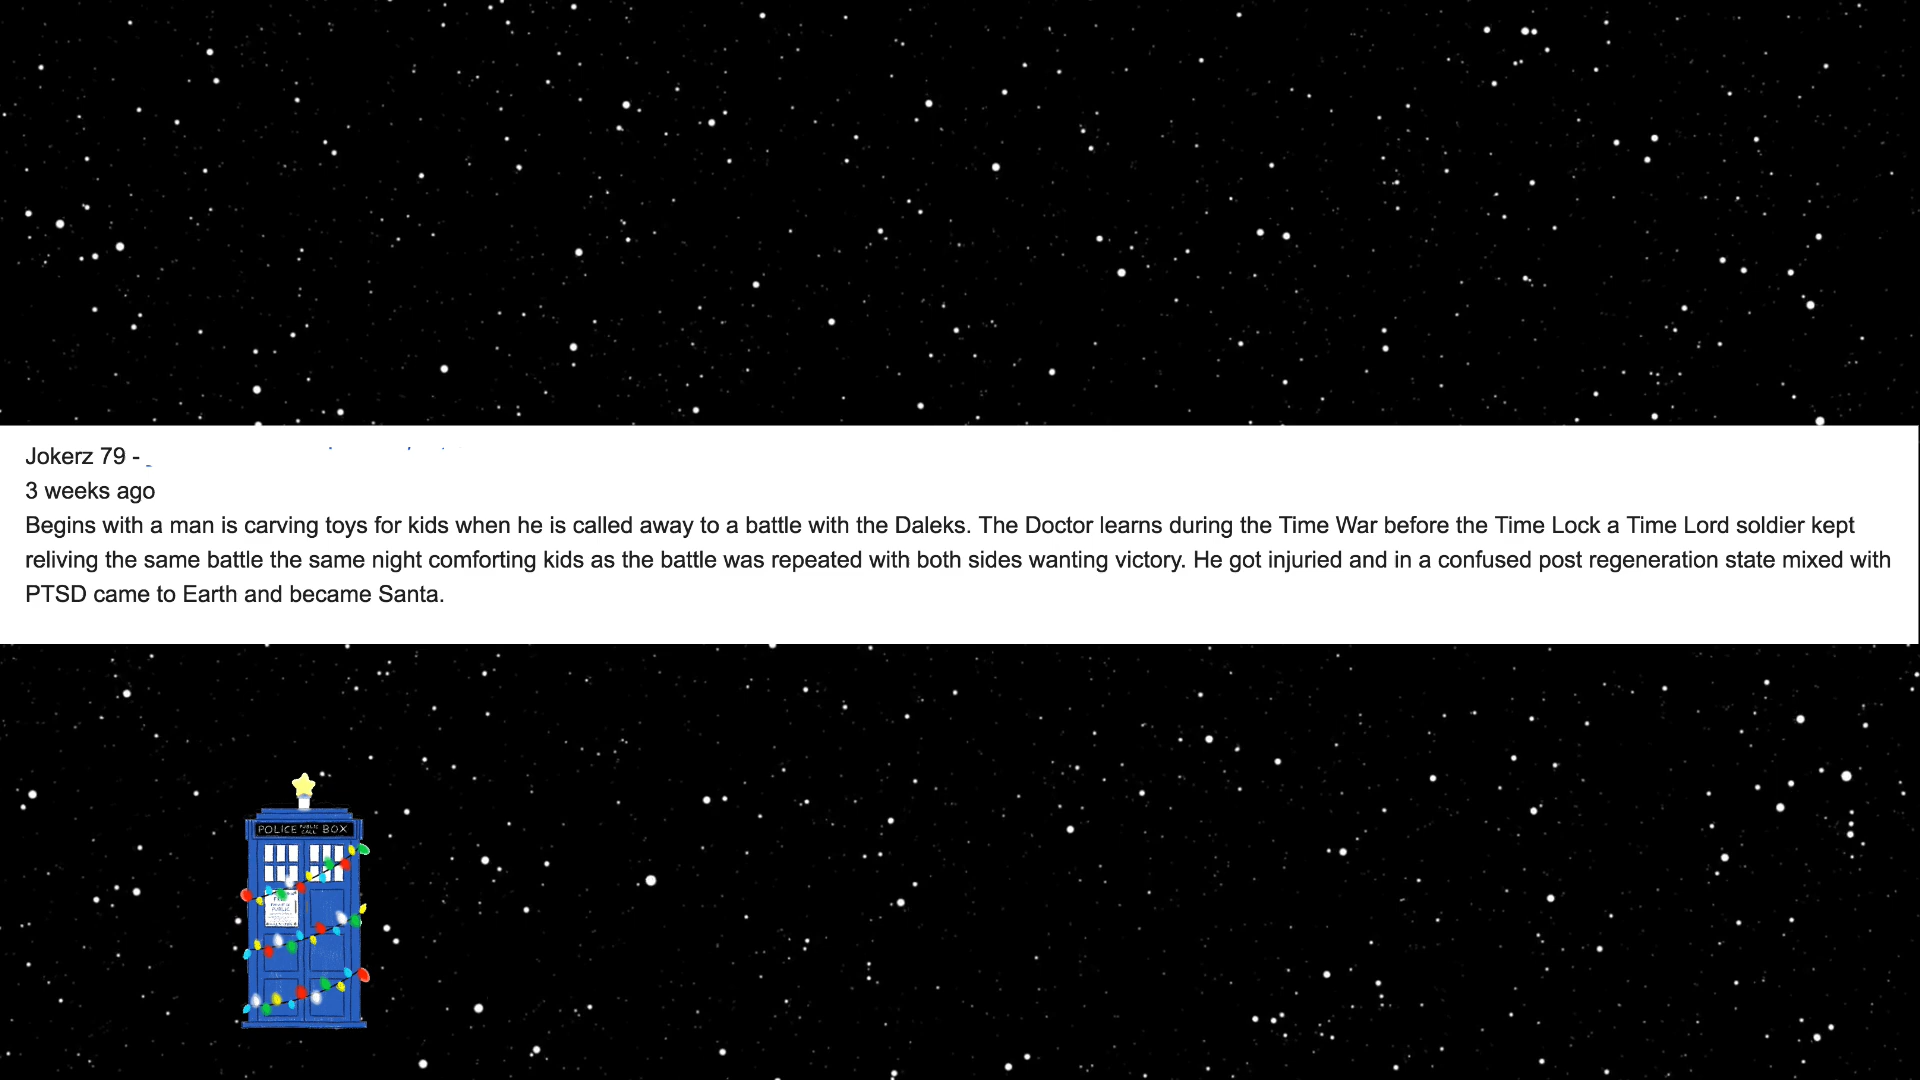 Jokerz 79 -
3 weeks ago
Begins with a man is carving toys for kids when he is called away to a battle with the Daleks. The Doctor learns during the Time War before the Time Lock a Time Lord soldier kept
reliving the same battle the same night comforting kids as the battle was repeated with both sides wanting victory. He got injuried and in a confused post regeneration state mixed with
PTSD came to Earth and became Santa.
POLICE PUBLIC CALL BOX